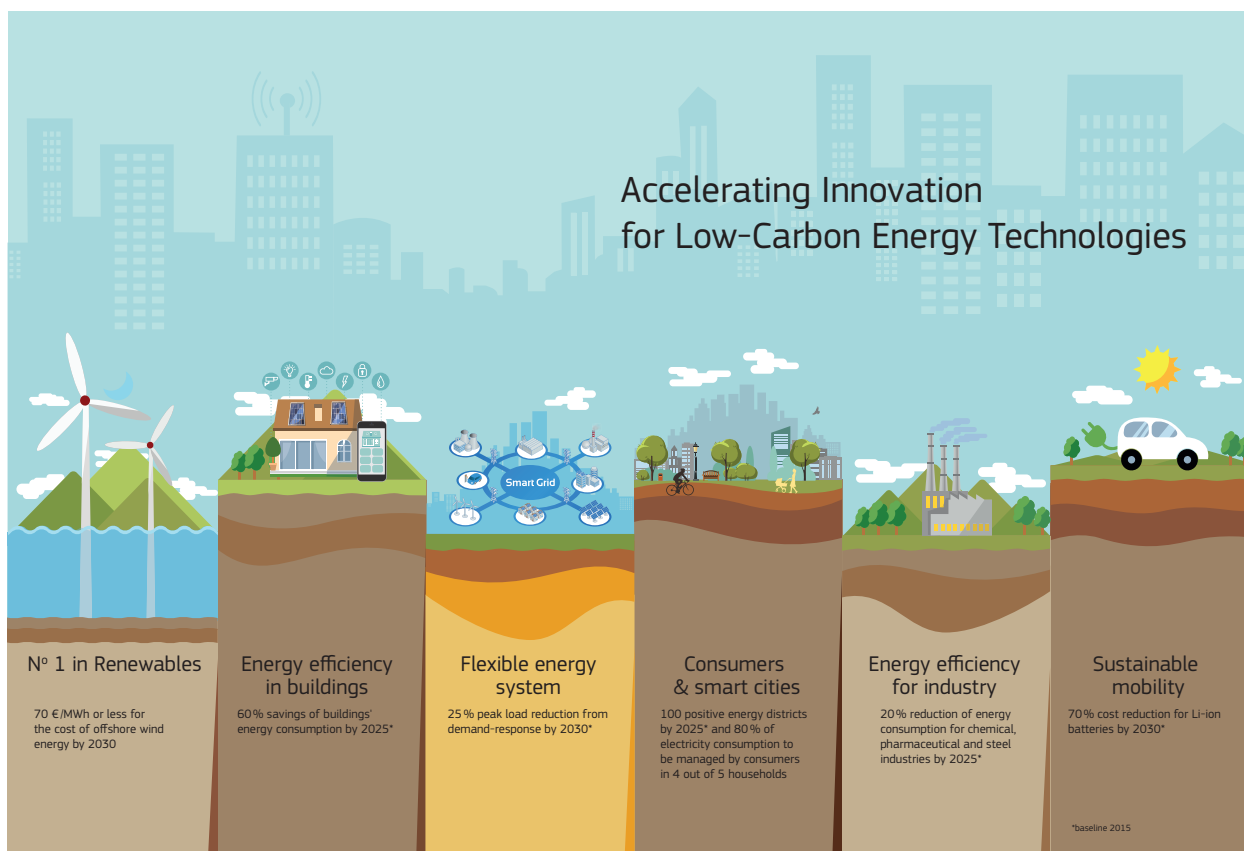 Accelerating Innovation
for Low-Carbon Energy Technologies
Smart Grid
Nº 1 in Renewables
70 €/MWh or less for
the cost of offshore wind
energy by 2030
Energy efficiency
in buildings
60 % savings of buildings'
energy consumption by 2025*
Flexible energy
system
25 % peak load reduction from
demand-response by 2030*
Consumers
& smart cities
100 positive energy districts
by 2025* and 80 % of
electricity consumption to
be managed by consumers
in 4 out of 5 households
Energy efficiency
for industry
20 % reduction of energy
consumption for chemical,
pharmaceutical and steel
industries by 2025*
Sustainable
mobility
70 % cost reduction for Li-ion
batteries by 2030*
*baseline 2015